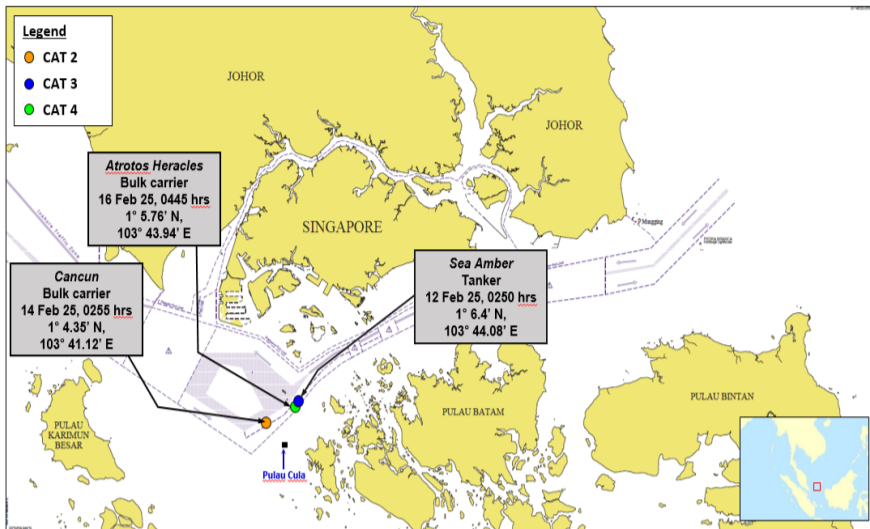 Legend
CAT 2
CAT 3
CAT 4
JOHOR
JOHOR
Atrotos Heracles
Bulk carrier
16 Feb 25, 0445 hrs
1° 5.76’ N,
103° 43.94’ E
SINGAPORE
Cancun
Bulk carrier
14 Feb 25, 0255 hrs
1° 4.35’ N,
103° 41.12’ E
Sea Amber
Tanker
12 Feb 25, 0250 hrs
1° 6.4’ N,
103° 44.08’ E
PULAU
KARIMUN
BESAR
PULAU BATAM
PULAU BINTAN
Pulau Cula